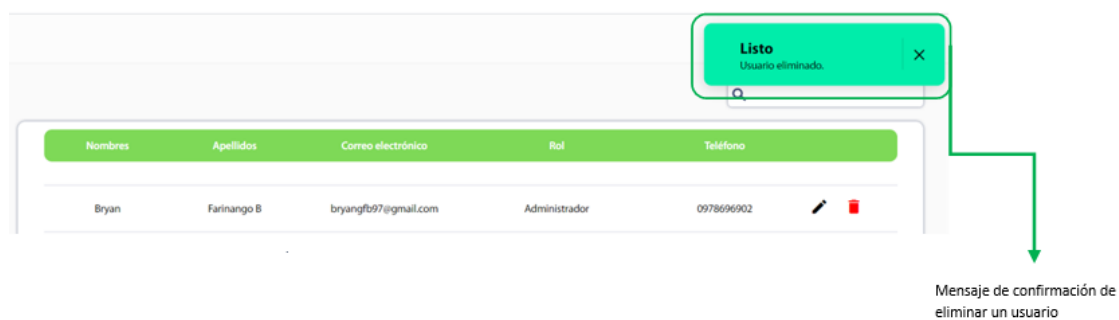 Listo
Usuario eliminado.
Nombres Apellidos Correo electrónico Rol Teléfono
Bryan Farinango B bryangfb97@gmail.com Administrador 0978696902
Mensaje de confirmación de
eliminar un usuario